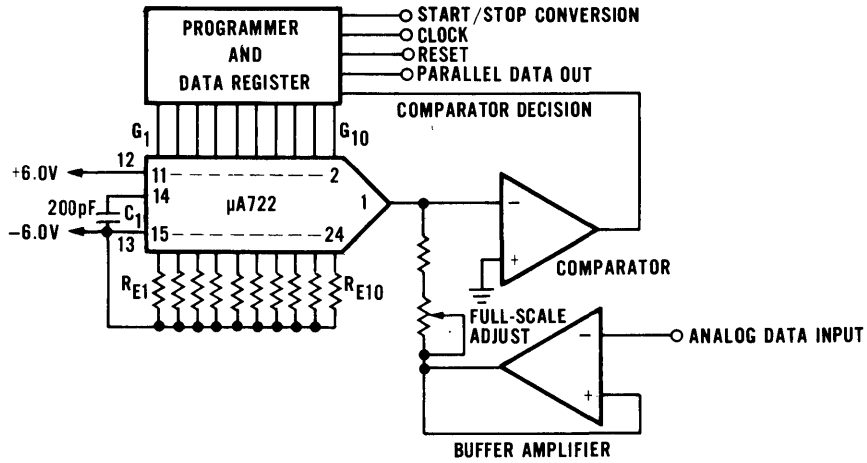 PROGRAMMER
AND
DATA REGISTER
START/STOP CONVERSION
CLOCK
RESET
PARALLEL DATA OUT
COMPARATOR DECISION
G1
G10
12
+6.0V
11
2
14
200pF
C1
μA722
1
-6.0V
13
15
24
RE1
RE10
−
+
COMPARATOR
FULL-SCALE
ADJUST
−
ANALOG DATA INPUT
+
BUFFER AMPLIFIER